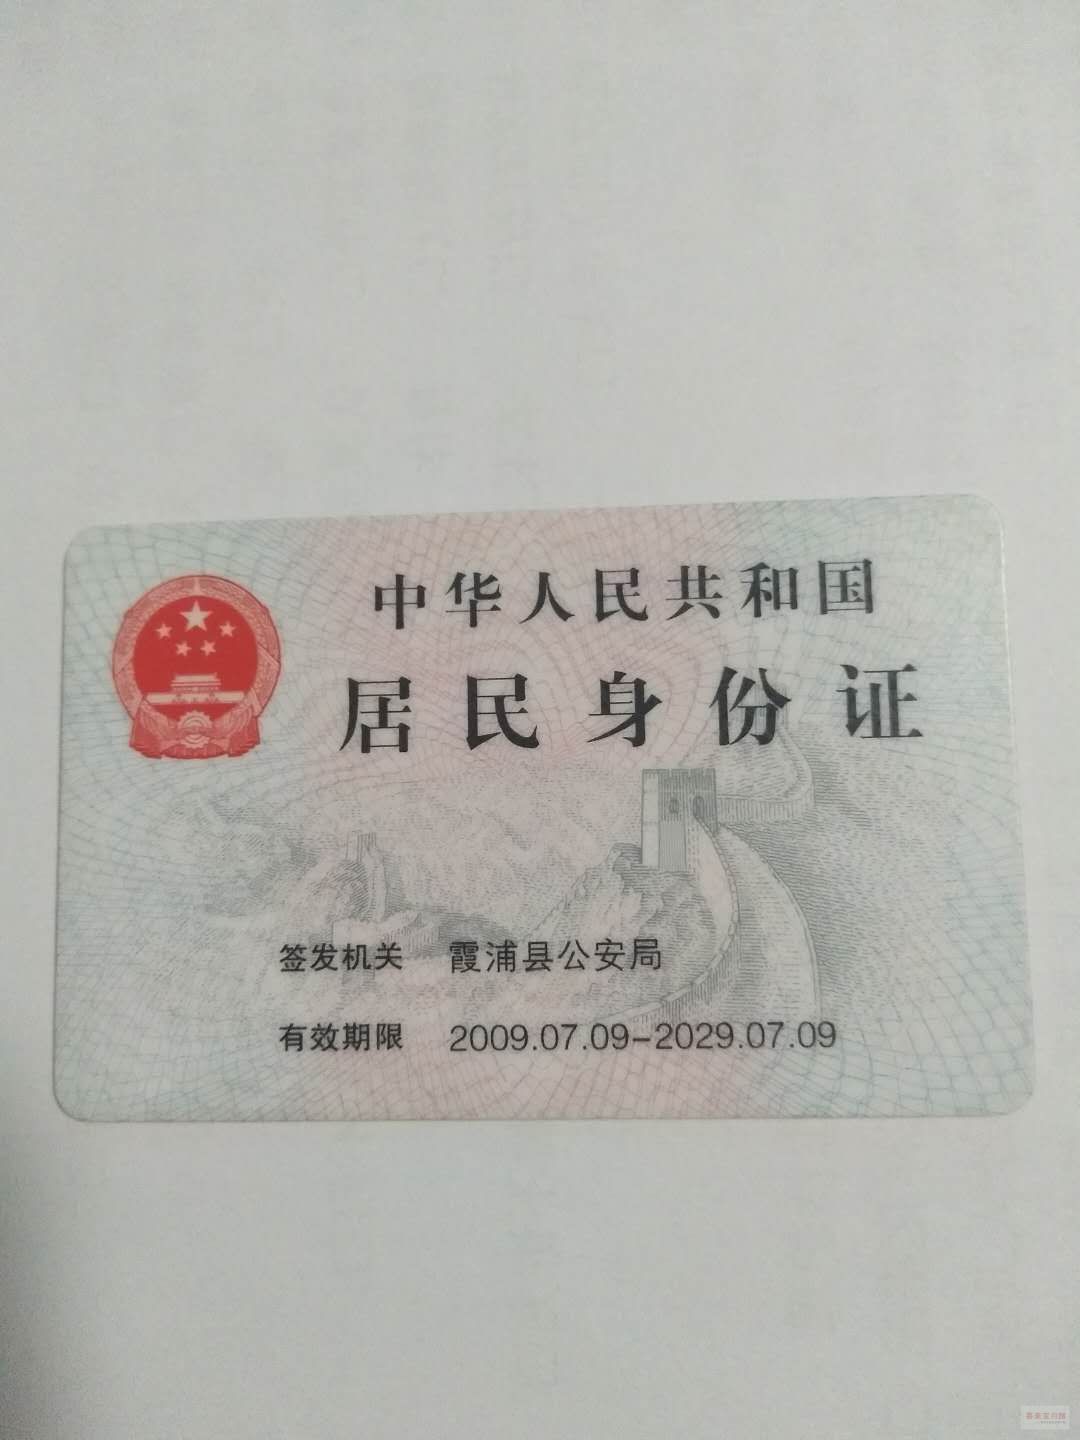 中华人民共和国
居民身份证
签发机关 霞浦县公安局
有效期限 2009.07.09-2029.07.09